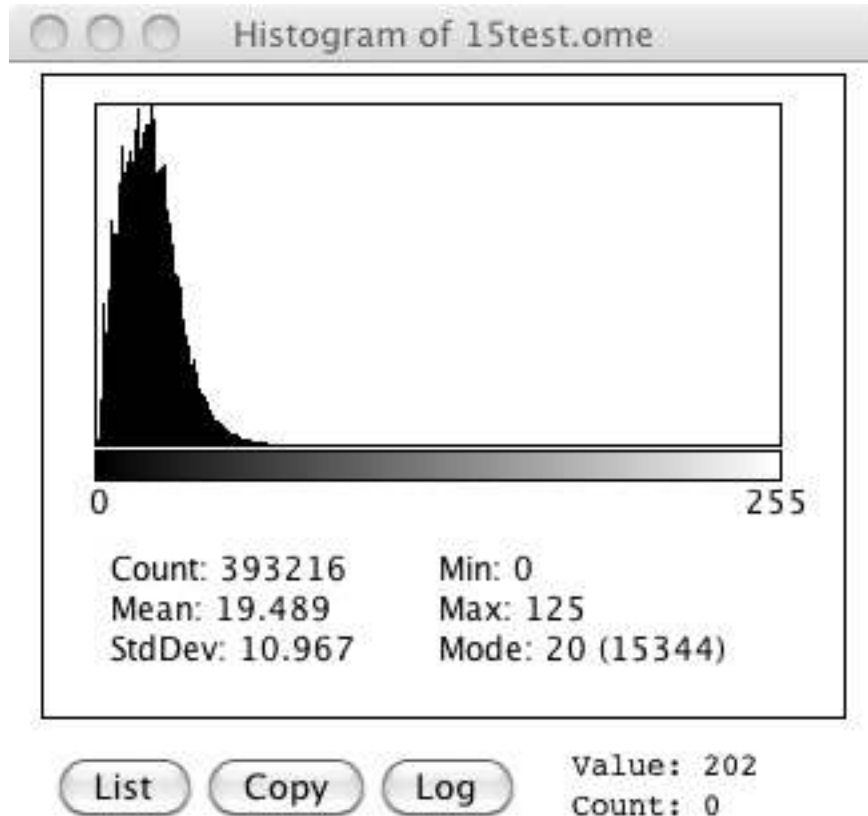 Histogram of 15test.ome
0 255
Count: 393216 Min: 0
Mean: 19.489 Max: 125
StdDev: 10.967 Mode: 20 (15344)
List Copy Log Value: 202
Count: 0